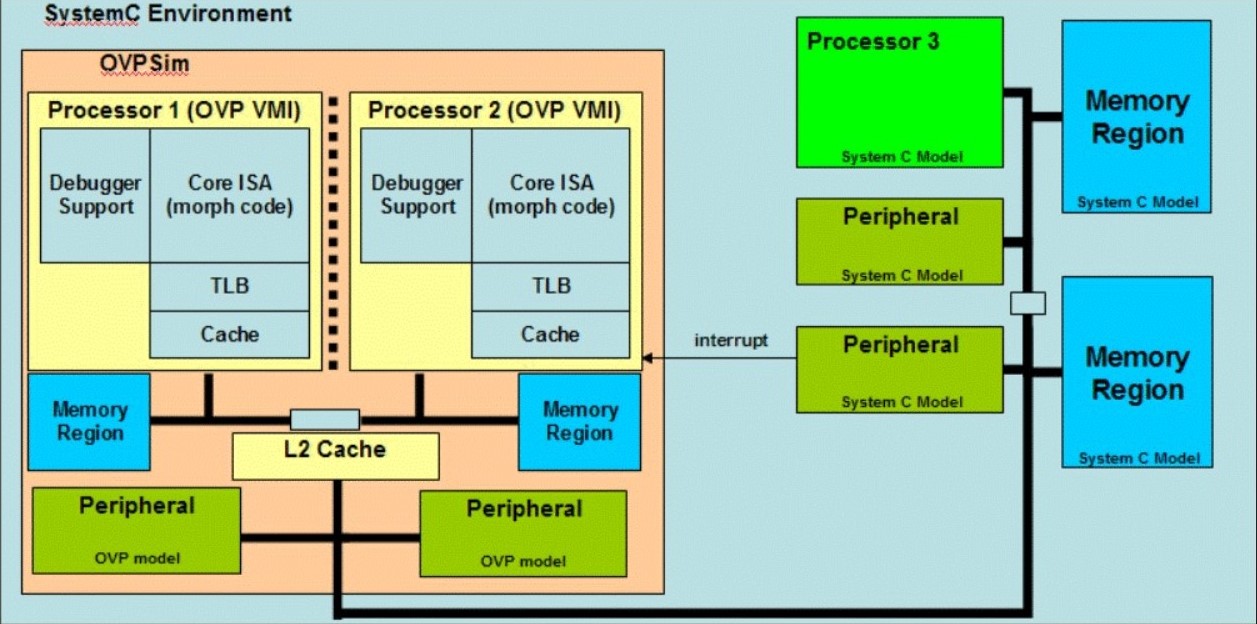 SystemC Environment
OVPSim
Processor 1 (OVP VMI)
Debugger
Support
Core ISA
(morph code)
TLB
Cache
Processor 2 (OVP VMI)
Debugger
Support
Core ISA
(morph code)
TLB
Cache
Memory
Region
Memory
Region
L2 Cache
Peripheral
OVP model
Peripheral
OVP model
interrupt
Processor 3
System C Model
Peripheral
System C Model
Peripheral
System C Model
Memory
Region
System C Model
Memory
Region
System C Model